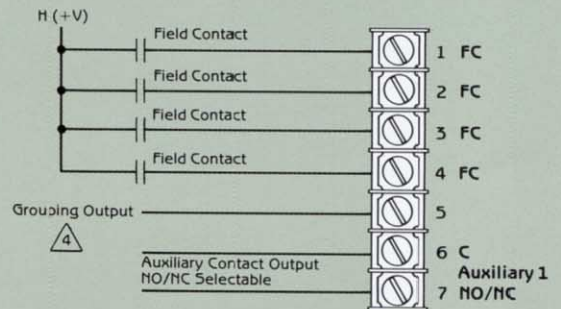 H (+V)
Field Contact
1 FC
Field Contact
2 FC
Field Contact
3 FC
Field Contact
4 FC
Grouping Output
5
4
6 C
Auxiliary Contact Output
NO/NC Selectable
Auxiliary 1
7 NO/NC